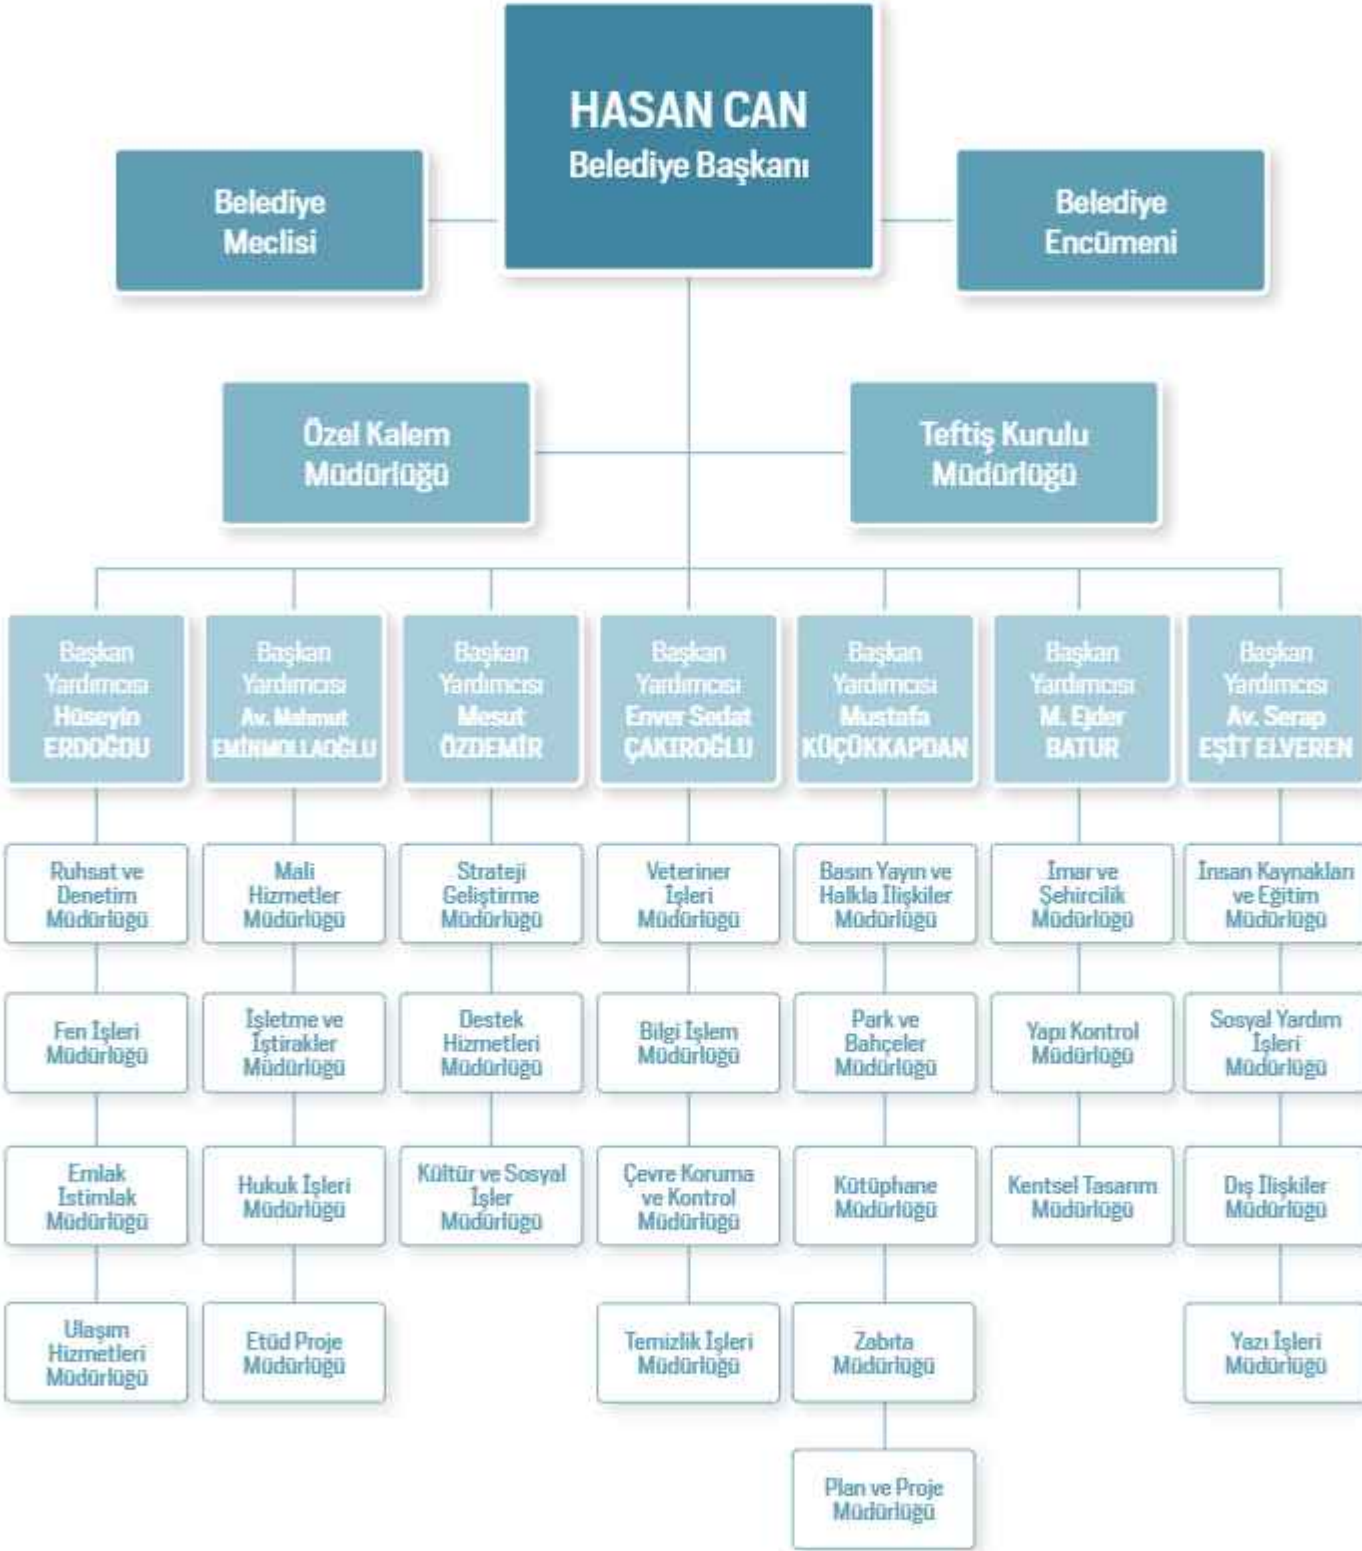 HASAN CAN
Belediye Başkanı
Belediye
Meclisi
Belediye
Encümeni
Özel Kalem
Müdürlüğü
Teftiş Kurulu
Müdürlüğü
Başkan
Yardımcısı
Hüseyin
ERDOĞDU
Başkan
Yardımcısı
Av. Mahmut
EMİNMOLLAOĞLU
Başkan
Yardımcısı
Mesut
ÖZDEMİR
Başkan
Yardımcısı
Enver Sedat
ÇAKIROĞLU
Başkan
Yardımcısı
Mustafa
KÜÇÜKKAPDAN
Başkan
Yardımcısı
M. Ejder
BATUR
Başkan
Yardımcısı
Av. Serap
EŞİT ELVEREN
Ruhsat ve
Denetim
Müdürlüğü
Mali
Hizmetler
Müdürlüğü
Strateji
Geliştirme
Müdürlüğü
Veteriner
İşleri
Müdürlüğü
Basın Yayın ve
Halkla İlişkiler
Müdürlüğü
İmar ve
Şehircilik
Müdürlüğü
İnsan Kaynakları
ve Eğitim
Müdürlüğü
Fen İşleri
Müdürlüğü
İşletme ve
İştirakler
Müdürlüğü
Destek
Hizmetleri
Müdürlüğü
Bilgi İşlem
Müdürlüğü
Park ve
Bahçeler
Müdürlüğü
Yapı Kontrol
Müdürlüğü
Sosyal Yardım
İşleri
Müdürlüğü
Emlak
İstimlak
Müdürlüğü
Hukuk İşleri
Müdürlüğü
Kültür ve Sosyal
İşler
Müdürlüğü
Çevre Koruma
ve Kontrol
Müdürlüğü
Kütüphane
Müdürlüğü
Kentsel Tasarım
Müdürlüğü
Dış İlişkiler
Müdürlüğü
Ulaşım
Hizmetleri
Müdürlüğü
Etüd Proje
Müdürlüğü
Temizlik İşleri
Müdürlüğü
Zabıta
Müdürlüğü
Yazı İşleri
Müdürlüğü
Plan ve Proje
Müdürlüğü